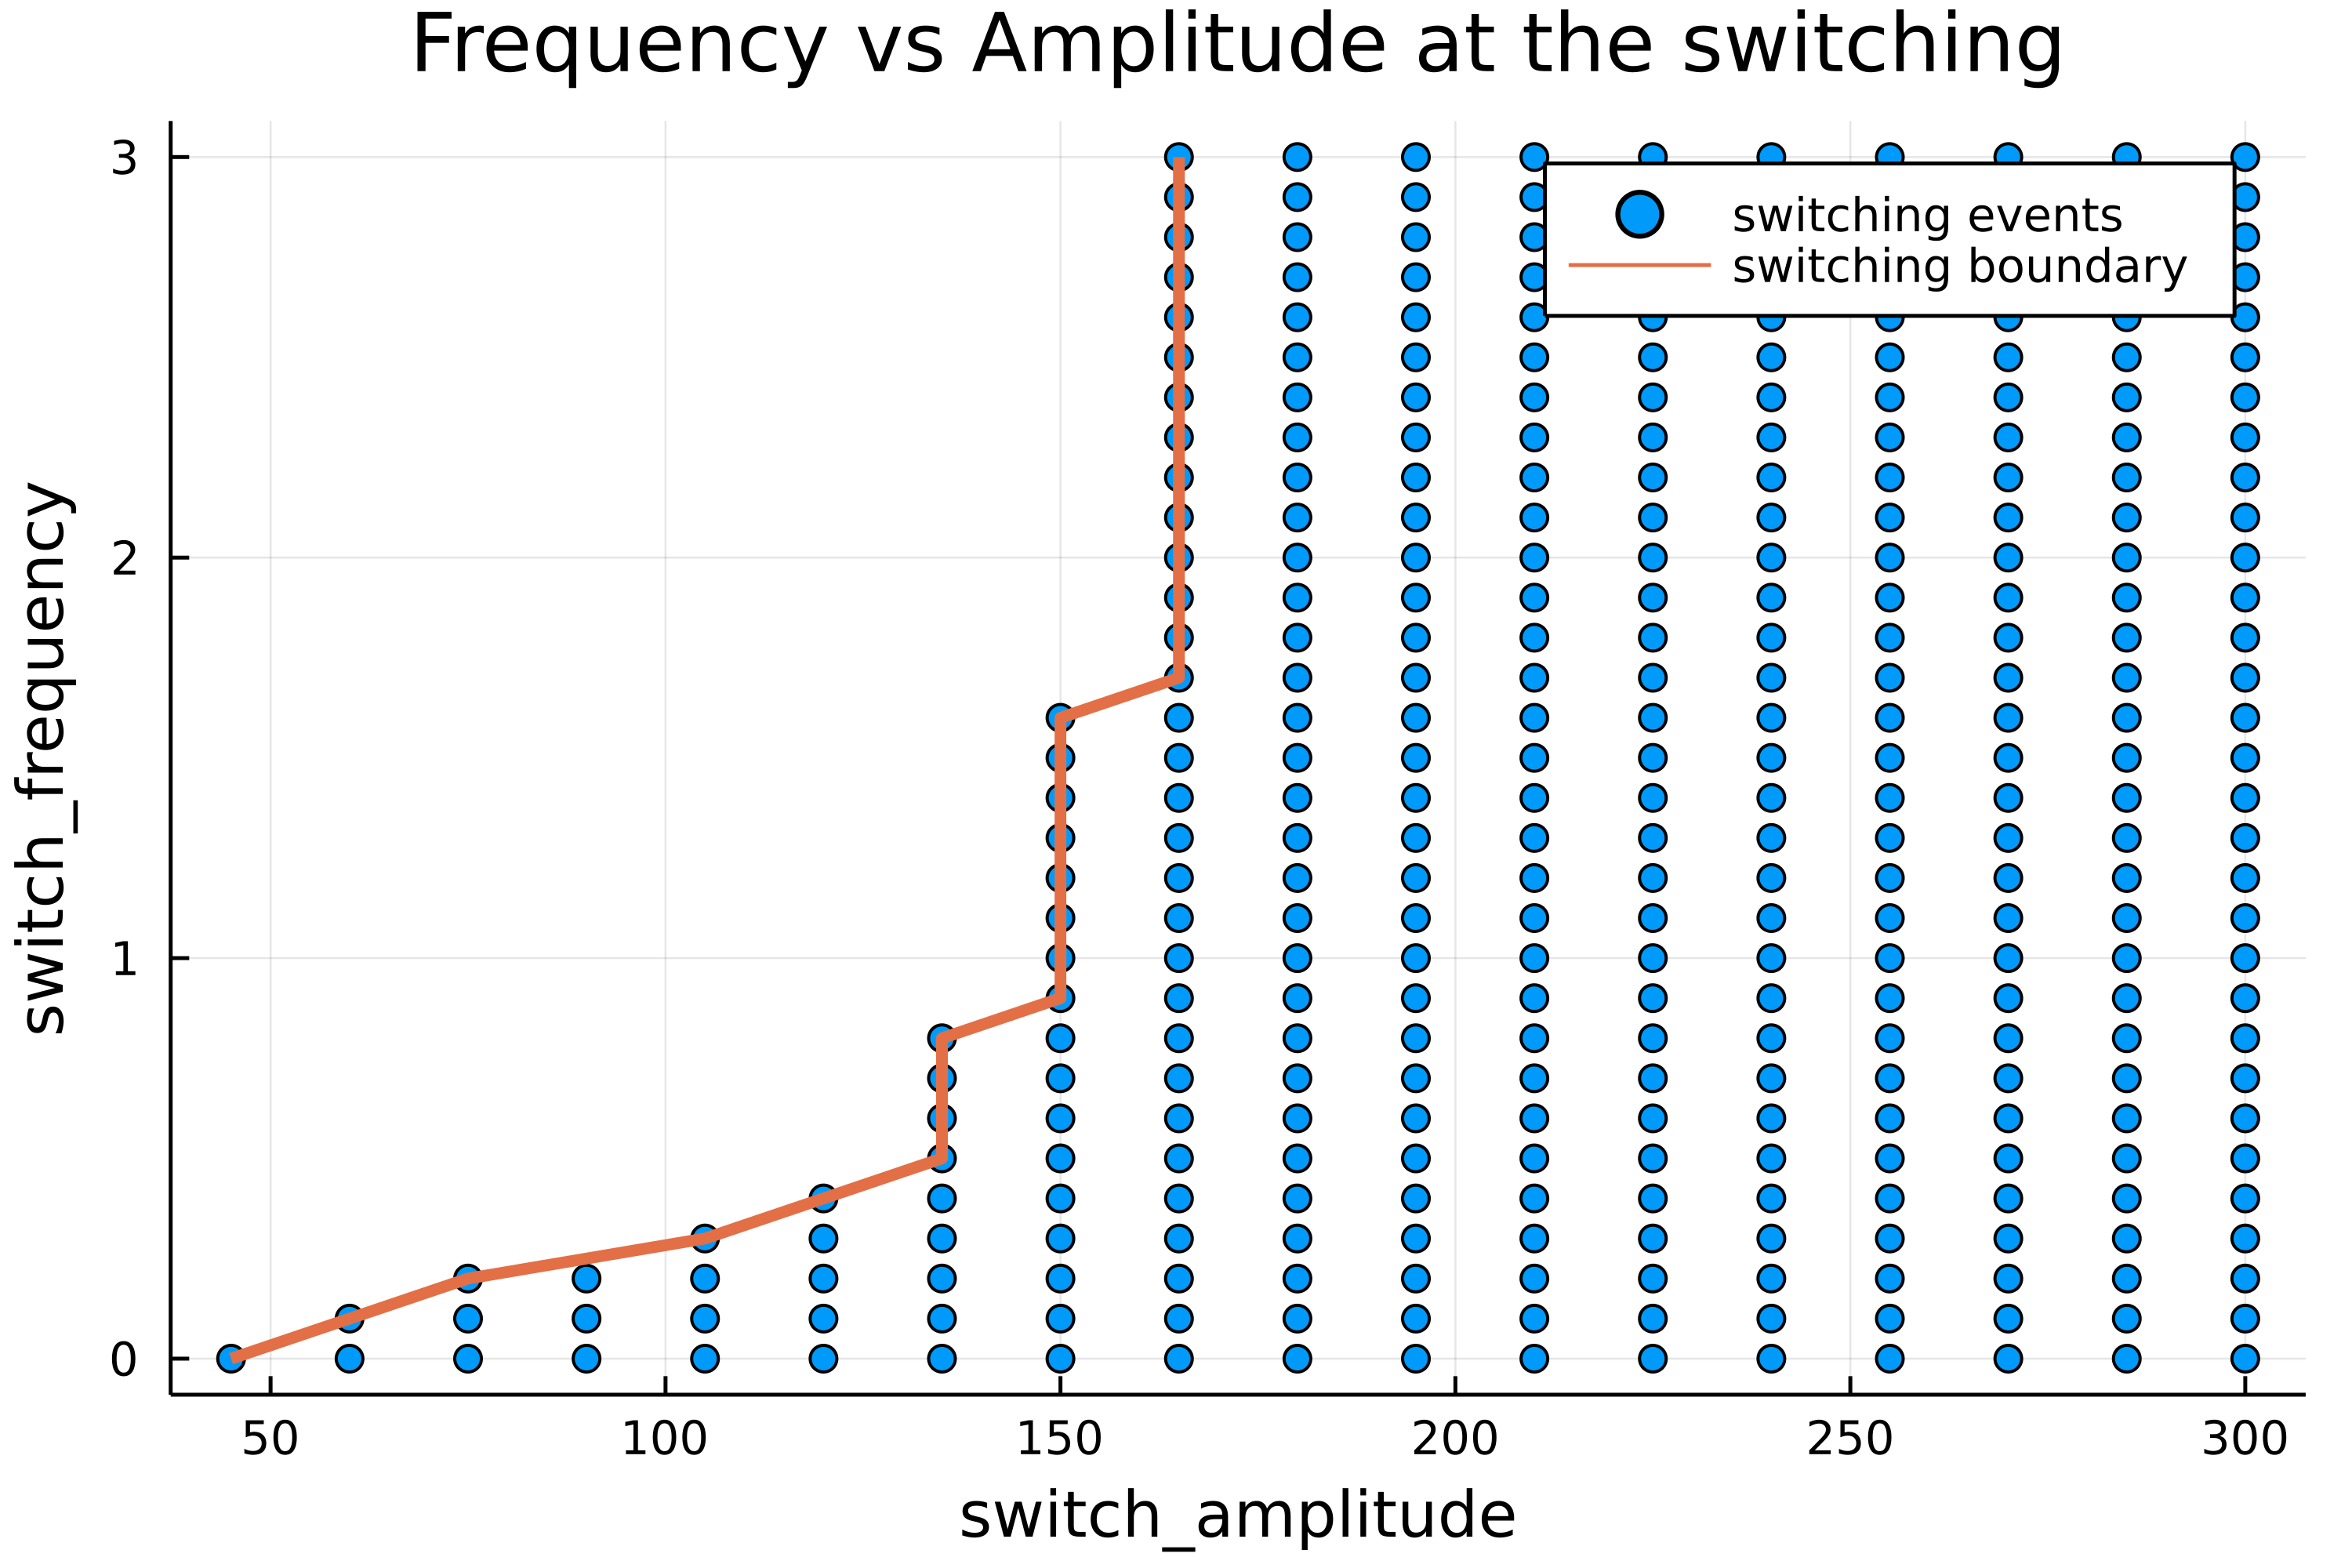 Frequency vs Amplitude at the switching
switching events
switching boundary
3
2
1
0
switch_frequency
50 100 150 200 250 300
switch_amplitude